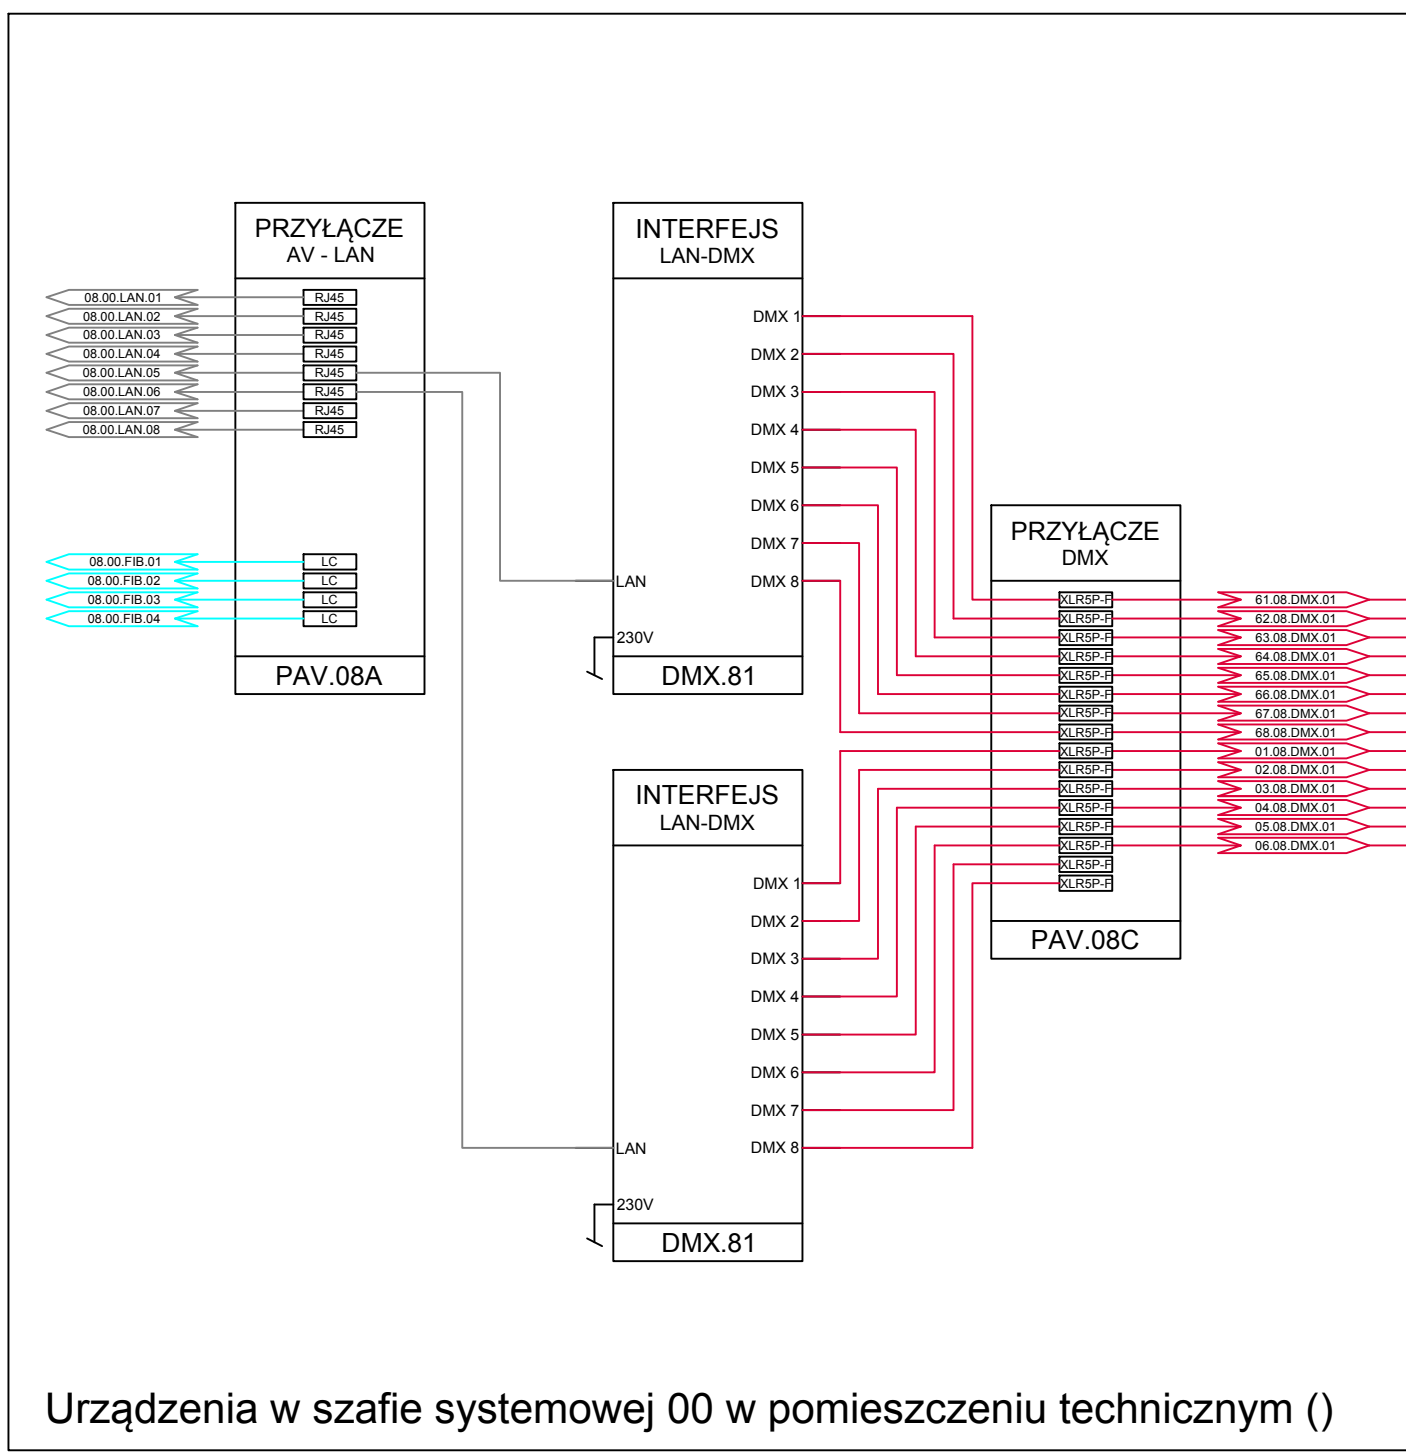 PRZYŁĄCZE
AV - LAN
08.00.LAN.01 RJ45
08.00.LAN.02 RJ45
08.00.LAN.03 RJ45
08.00.LAN.04 RJ45
08.00.LAN.05 RJ45
08.00.LAN.06 RJ45
08.00.LAN.07 RJ45
08.00.LAN.08 RJ45
08.00.FIB.01 LC
08.00.FIB.02 LC
08.00.FIB.03 LC
08.00.FIB.04 LC
PAV.08A
INTERFEJS
LAN-DMX
DMX 1
DMX 2
DMX 3
DMX 4
DMX 5
DMX 6
DMX 7
LAN DMX 8
230V
DMX.81
INTERFEJS
LAN-DMX
DMX 1
DMX 2
DMX 3
DMX 4
DMX 5
DMX 6
DMX 7
LAN DMX 8
230V
DMX.81
PRZYŁĄCZE
DMX
XLR5P-F 61.08.DMX.01
XLR5P-F 62.08.DMX.01
XLR5P-F 63.08.DMX.01
XLR5P-F 64.08.DMX.01
XLR5P-F 65.08.DMX.01
XLR5P-F 66.08.DMX.01
XLR5P-F 67.08.DMX.01
XLR5P-F 68.08.DMX.01
XLR5P-F 01.08.DMX.01
XLR5P-F 02.08.DMX.01
XLR5P-F 03.08.DMX.01
XLR5P-F 04.08.DMX.01
XLR5P-F 05.08.DMX.01
XLR5P-F 06.08.DMX.01
XLR5P-F
XLR5P-F
PAV.08C
Urządzenia w szafie systemowej 00 w pomieszczeniu technicznym ()